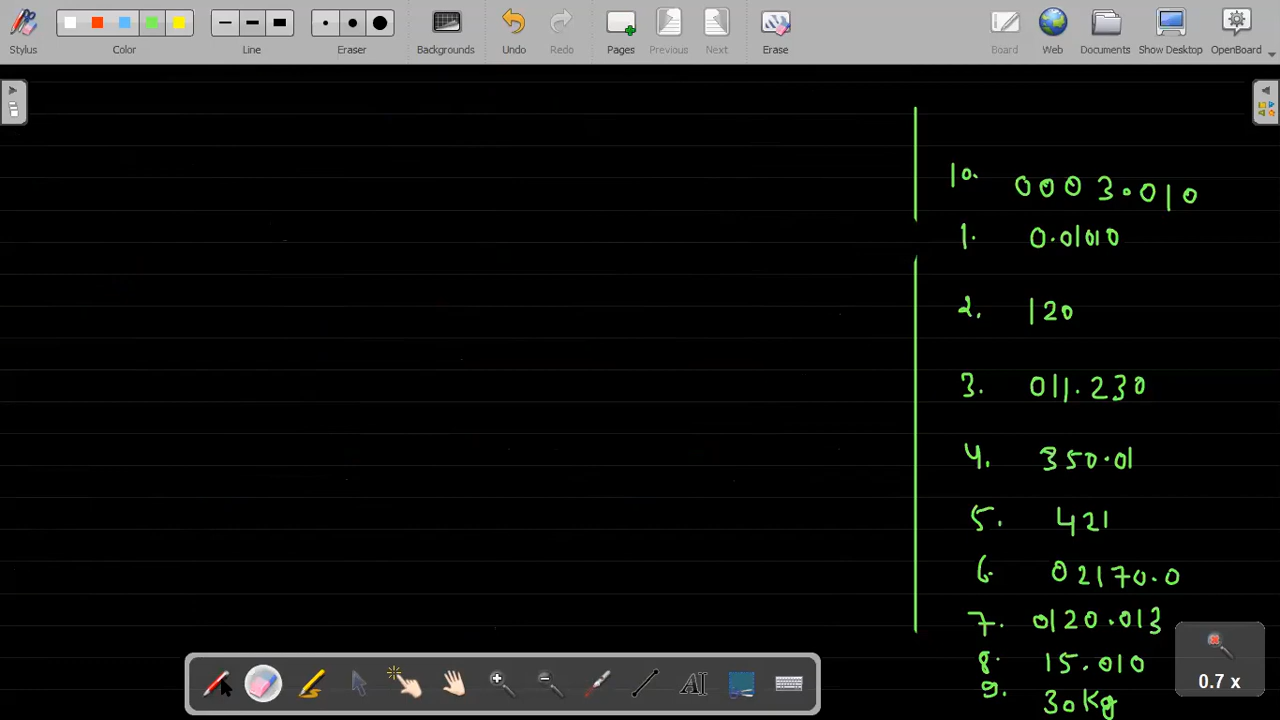 Stylus
Color
Line
Eraser
Backgrounds
Undo
Redo
Pages
Previous
Next
Erase
Board
Web
Documents
Show Desktop
OpenBoard
10. 0003.010
1. 0.01010
2. 120
3. 011.230
4. 350.01
5. 421
6. 02170.0
7. 0120.013
8. 15.010
9. 30Kg
AI
0.7 x